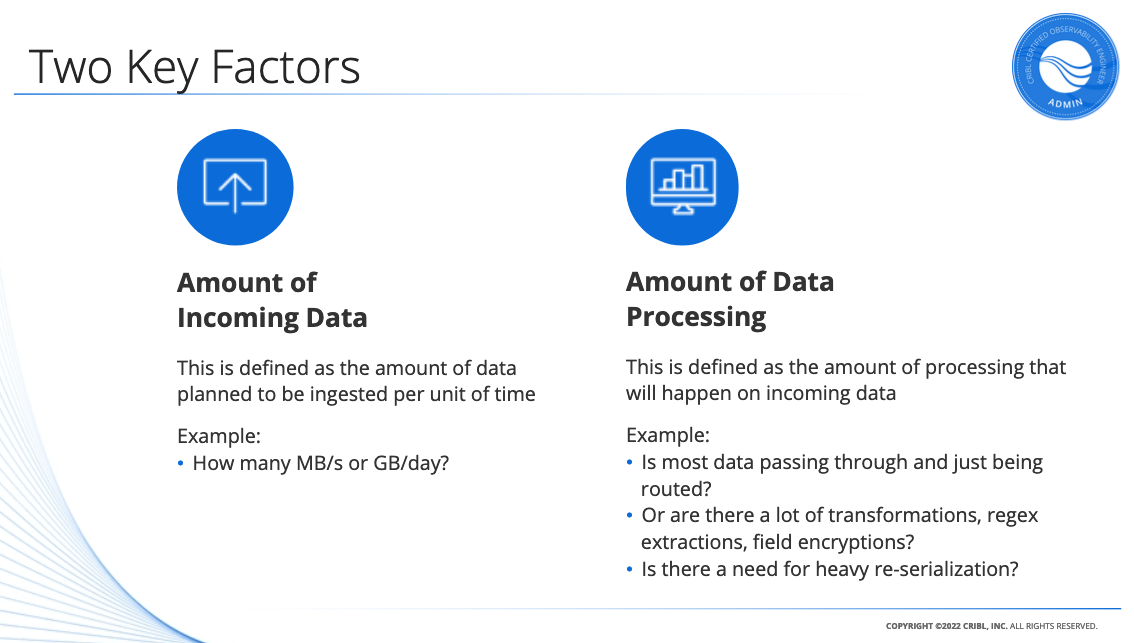 Two Key Factors
CRIBL CERTIFIED OBSERVABILITY ENGINEER
ADMIN
Amount of
Incoming Data
This is defined as the amount of data
planned to be ingested per unit of time
Example:
• How many MB/s or GB/day?
Amount of Data
Processing
This is defined as the amount of processing that
will happen on incoming data
Example:
• Is most data passing through and just being
routed?
• Or are there a lot of transformations, regex
extractions, field encryptions?
• Is there a need for heavy re-serialization?
COPYRIGHT ©2022 CRIBL, INC. ALL RIGHTS RESERVED.